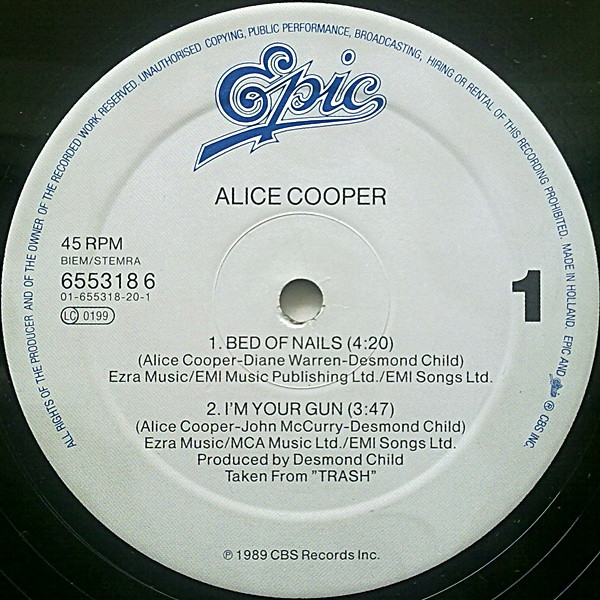 ALL RIGHTS OF THE PRODUCER AND OF THE OWNER OF THE RECORDED WORK RESERVED. UNAUTHORISED COPYING, PUBLIC PERFORMANCE, BROADCASTING, HIRING OR RENTAL OF THIS RECORDING PROHIBITED. MADE IN HOLLAND. EPIC AND Epic ® CBS INC.
Epic
ALICE COOPER
45 RPM
BIEM/STEMRA
655318 6
01-655318-20-1
LC 0199
1
1. BED OF NAILS (4:20)
(Alice Cooper-Diane Warren-Desmond Child)
Ezra Music/EMI Music Publishing Ltd./EMI Songs Ltd.
2. I'M YOUR GUN (3:47)
(Alice Cooper-John McCurry-Desmond Child)
Ezra Music/MCA Music Ltd./EMI Songs Ltd.
Produced by Desmond Child
Taken From "TRASH"
℗ 1989 CBS Records Inc.